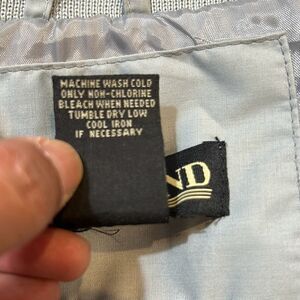 MACHINE WASH COLD
ONLY NON-CHLORINE
BLEACH WHEN NEEDED
TUMBLE DRY LOW
COOL IRON
IF NECESSARY
ND